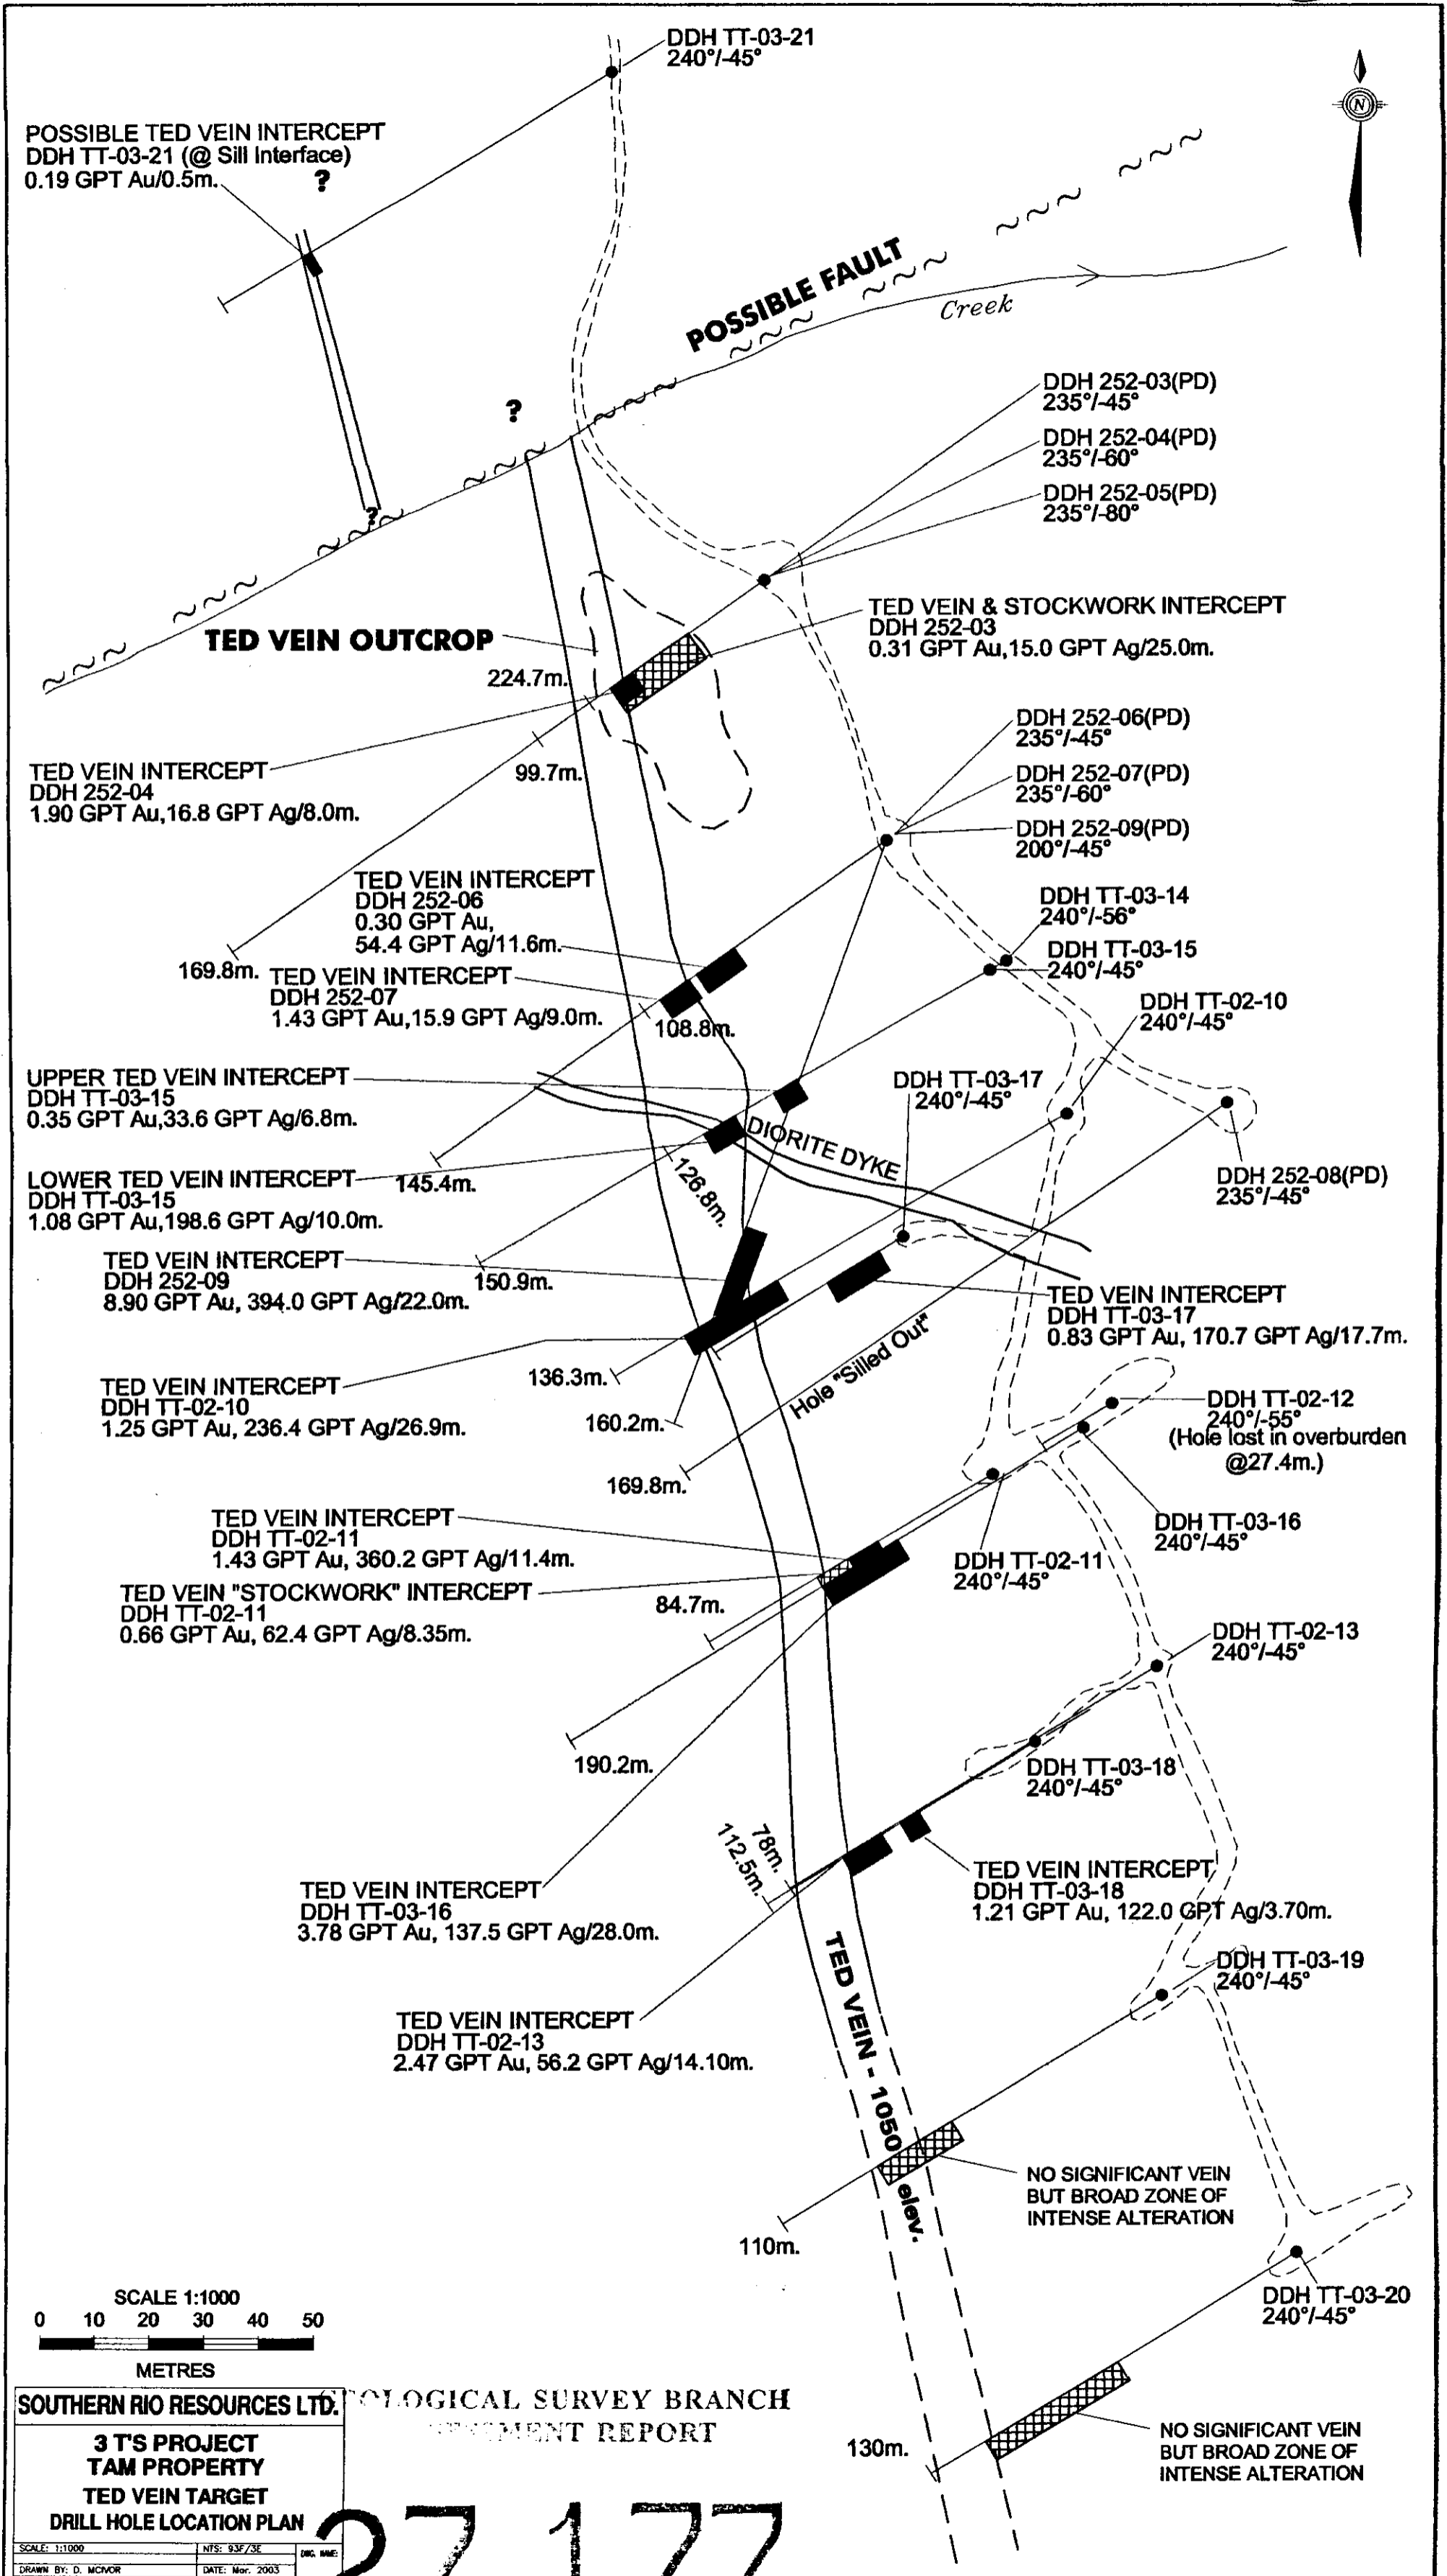 DDH TT-03-21
240°/-45°
POSSIBLE TED VEIN INTERCEPT
DDH TT-03-21 (@ Sill Interface)
0.19 GPT Au/0.5m.
?
N
POSSIBLE FAULT
Creek
?
?
DDH 252-03(PD)
235°/-45°
DDH 252-04(PD)
235°/-60°
DDH 252-05(PD)
235°/-80°
TED VEIN OUTCROP
TED VEIN & STOCKWORK INTERCEPT
DDH 252-03
0.31 GPT Au,15.0 GPT Ag/25.0m.
224.7m.
99.7m.
DDH 252-06(PD)
235°/-45°
DDH 252-07(PD)
235°/-60°
DDH 252-09(PD)
200°/-45°
TED VEIN INTERCEPT
DDH 252-04
1.90 GPT Au,16.8 GPT Ag/8.0m.
TED VEIN INTERCEPT
DDH 252-06
0.30 GPT Au,
54.4 GPT Ag/11.6m.
DDH TT-03-14
240°/-56°
DDH TT-03-15
240°/-45°
169.8m.
TED VEIN INTERCEPT
DDH 252-07
1.43 GPT Au,15.9 GPT Ag/9.0m.
108.8m.
DDH TT-02-10
240°/-45°
UPPER TED VEIN INTERCEPT
DDH TT-03-15
0.35 GPT Au,33.6 GPT Ag/6.8m.
DDH TT-03-17
240°/-45°
DIORITE DYKE
LOWER TED VEIN INTERCEPT
DDH TT-03-15
1.08 GPT Au,198.6 GPT Ag/10.0m.
145.4m.
126.8m.
DDH 252-08(PD)
235°/-45°
TED VEIN INTERCEPT
DDH 252-09
8.90 GPT Au, 394.0 GPT Ag/22.0m.
150.9m.
TED VEIN INTERCEPT
DDH TT-03-17
0.83 GPT Au, 170.7 GPT Ag/17.7m.
Hole "Silled Out"
TED VEIN INTERCEPT
DDH TT-02-10
1.25 GPT Au, 236.4 GPT Ag/26.9m.
136.3m.
160.2m.
169.8m.
DDH TT-02-12
240°/-55°
(Hole lost in overburden
@27.4m.)
TED VEIN INTERCEPT
DDH TT-02-11
1.43 GPT Au, 360.2 GPT Ag/11.4m.
DDH TT-03-16
240°/-45°
DDH TT-02-11
240°/-45°
TED VEIN "STOCKWORK" INTERCEPT
DDH TT-02-11
0.66 GPT Au, 62.4 GPT Ag/8.35m.
84.7m.
DDH TT-02-13
240°/-45°
190.2m.
DDH TT-03-18
240°/-45°
78m.
112.5m.
TED VEIN INTERCEPT
DDH TT-03-18
1.21 GPT Au, 122.0 GPT Ag/3.70m.
TED VEIN INTERCEPT
DDH TT-03-16
3.78 GPT Au, 137.5 GPT Ag/28.0m.
DDH TT-03-19
240°/-45°
TED VEIN - 1050 elev.
TED VEIN INTERCEPT
DDH TT-02-13
2.47 GPT Au, 56.2 GPT Ag/14.10m.
NO SIGNIFICANT VEIN
BUT BROAD ZONE OF
INTENSE ALTERATION
110m.
DDH TT-03-20
240°/-45°
NO SIGNIFICANT VEIN
BUT BROAD ZONE OF
INTENSE ALTERATION
130m.
SCALE 1:1000
0 10 20 30 40 50
METRES
SOUTHERN RIO RESOURCES LTD.
3 T'S PROJECT
TAM PROPERTY
TED VEIN TARGET
DRILL HOLE LOCATION PLAN
SCALE: 1:1000
NTS: 93F/3E
DRAWN BY: D. MCIVOR
DATE: Mar. 2003
SURVEY BRANCH
REPORT
27,177